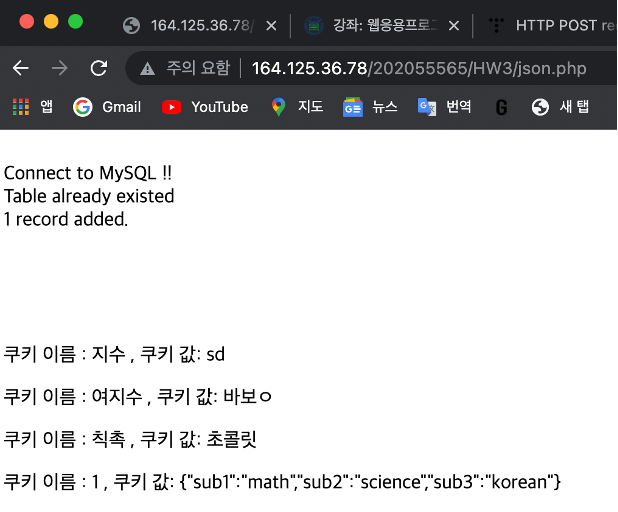 164.125.36.78/
강좌: 웹응용프로그
HTTP POST re
주의 요함 | 164.125.36.78/202055565/HW3/json.php
앱 Gmail YouTube 지도 뉴스 번역 G 새 탭
Connect to MySQL !!
Table already existed
1 record added.
쿠키 이름 : 지수 , 쿠키 값: sd
쿠키 이름 : 여지수 , 쿠키 값: 바보ㅇ
쿠키 이름 : 칙촉 , 쿠키 값: 초콜릿
쿠키 이름 : 1 , 쿠키 값: {"sub1":"math","sub2":"science","sub3":"korean"}